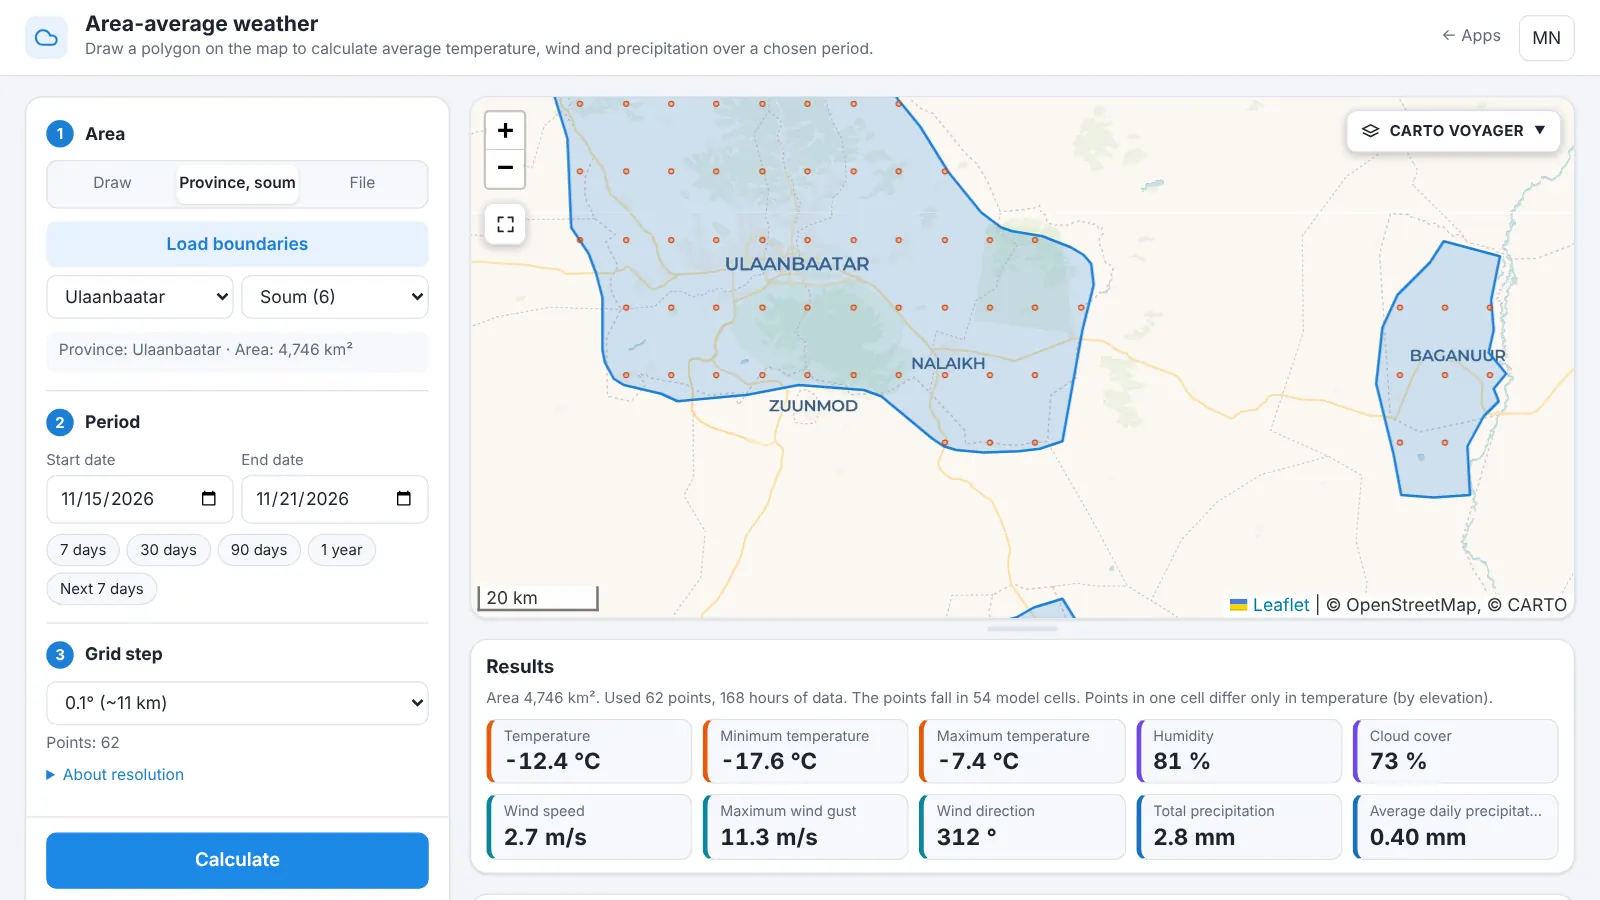 Area-average weather
Draw a polygon on the map to calculate average temperature, wind and precipitation over a chosen period.
← Apps
MN
1 Area
Draw Province, soum File
Load boundaries
Ulaanbaatar Soum (6)
Province: Ulaanbaatar · Area: 4,746 km²
2 Period
Start date End date
11/15/2026 11/21/2026
7 days 30 days 90 days 1 year
Next 7 days
3 Grid step
0.1° (~11 km)
Points: 62
About resolution
Calculate
+
−
CARTO VOYAGER ▼
ULAANBAATAR
NALAIKH
BAGANUUR
ZUUNMOD
20 km
Leaflet | © OpenStreetMap, © CARTO
Results
Area 4,746 km². Used 62 points, 168 hours of data. The points fall in 54 model cells. Points in one cell differ only in temperature (by elevation).
Temperature
-12.4 °C
Minimum temperature
-17.6 °C
Maximum temperature
-7.4 °C
Humidity
81 %
Cloud cover
73 %
Wind speed
2.7 m/s
Maximum wind gust
11.3 m/s
Wind direction
312 °
Total precipitation
2.8 mm
Average daily precipitat...
0.40 mm